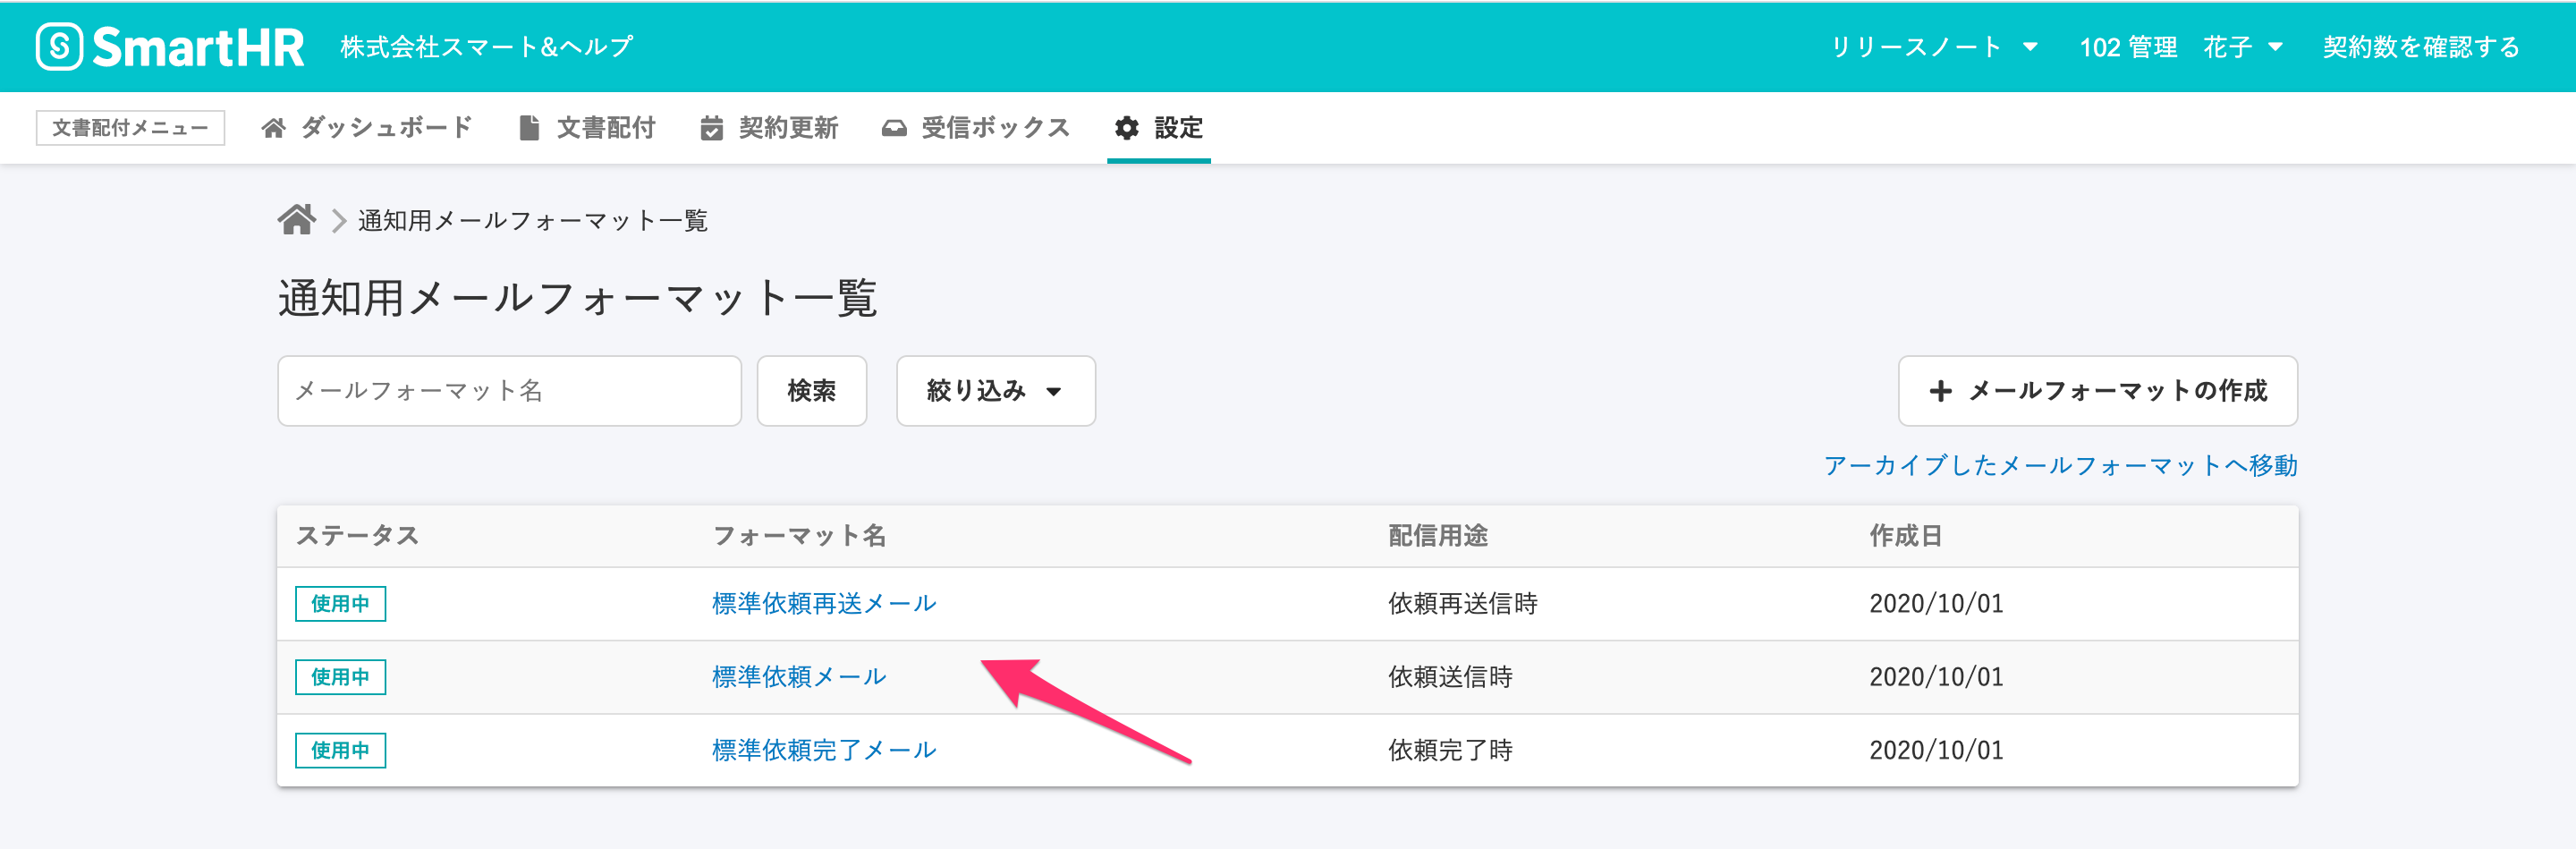 SmartHR 株式会社スマート&ヘルプ リリースノート 102 管理 花子 契約数を確認する
文書配付メニュー ダッシュボード 文書配付 契約更新 受信ボックス 設定
通知用メールフォーマット一覧
通知用メールフォーマット一覧
メールフォーマット名 検索 絞り込み メールフォーマットの作成
アーカイブしたメールフォーマットへ移動
ステータス フォーマット名 配信用途 作成日
使用中 標準依頼再送メール 依頼再送信時 2020/10/01
使用中 標準依頼メール 依頼送信時 2020/10/01
使用中 標準依頼完了メール 依頼完了時 2020/10/01